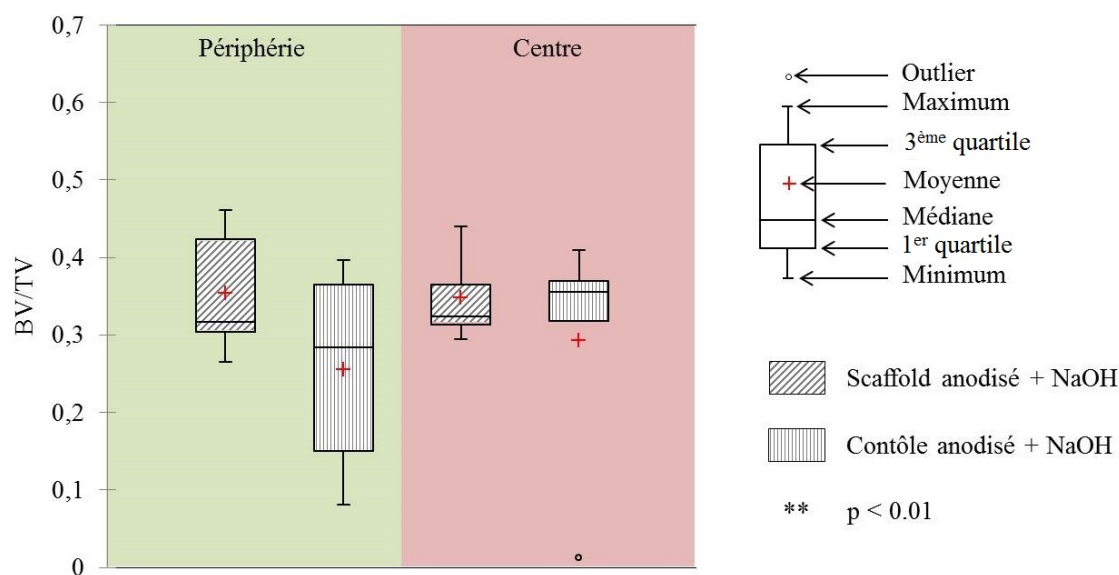 BV/TV
0,7
0,6
0,5
0,4
0,3
0,2
0,1
0
Périphérie
Centre
Outlier
Maximum
3ème quartile
Moyenne
Médiane
1er quartile
Minimum
Scaffold anodisé + NaOH
Contôle anodisé + NaOH
** p < 0.01